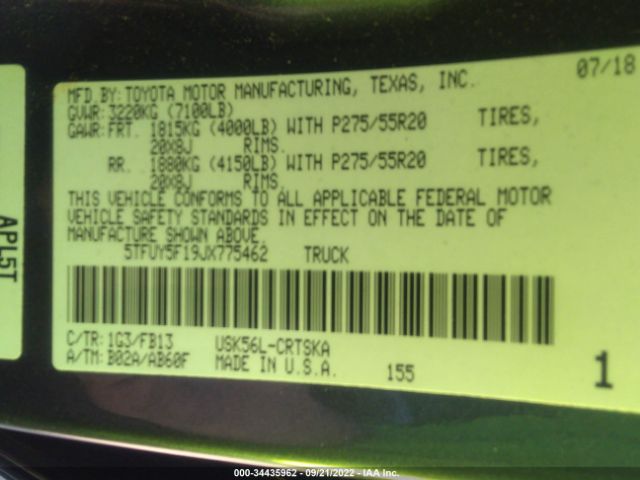 07/18
MFD.BY:TOYOTA MOTOR MANUFACTURING, TEXAS, INC.
GVWR:3220KG (7100LB)
GAWR:FRT. 1815KG (4000LB) WITH P275/55R20 TIRES,
20X8J RIMS.
RR. 1880KG (4150LB) WITH P275/55R20 TIRES,
20X8J RIMS.
THIS VEHICLE CONFORMS TO ALL APPLICABLE FEDERAL MOTOR
VEHICLE SAFETY STANDARDS IN EFFECT ON THE DATE OF
MANUFACTURE SHOWN ABOVE.
5TFUY5F19JX775462 TRUCK
C/TR: 1G3/FB13 USK56L-CRTSKA
A/TM: B02A/AB60F MADE IN U.S.A. 155 1
APL5T
000-34435962 - 09/21/2022 - IAA Inc.